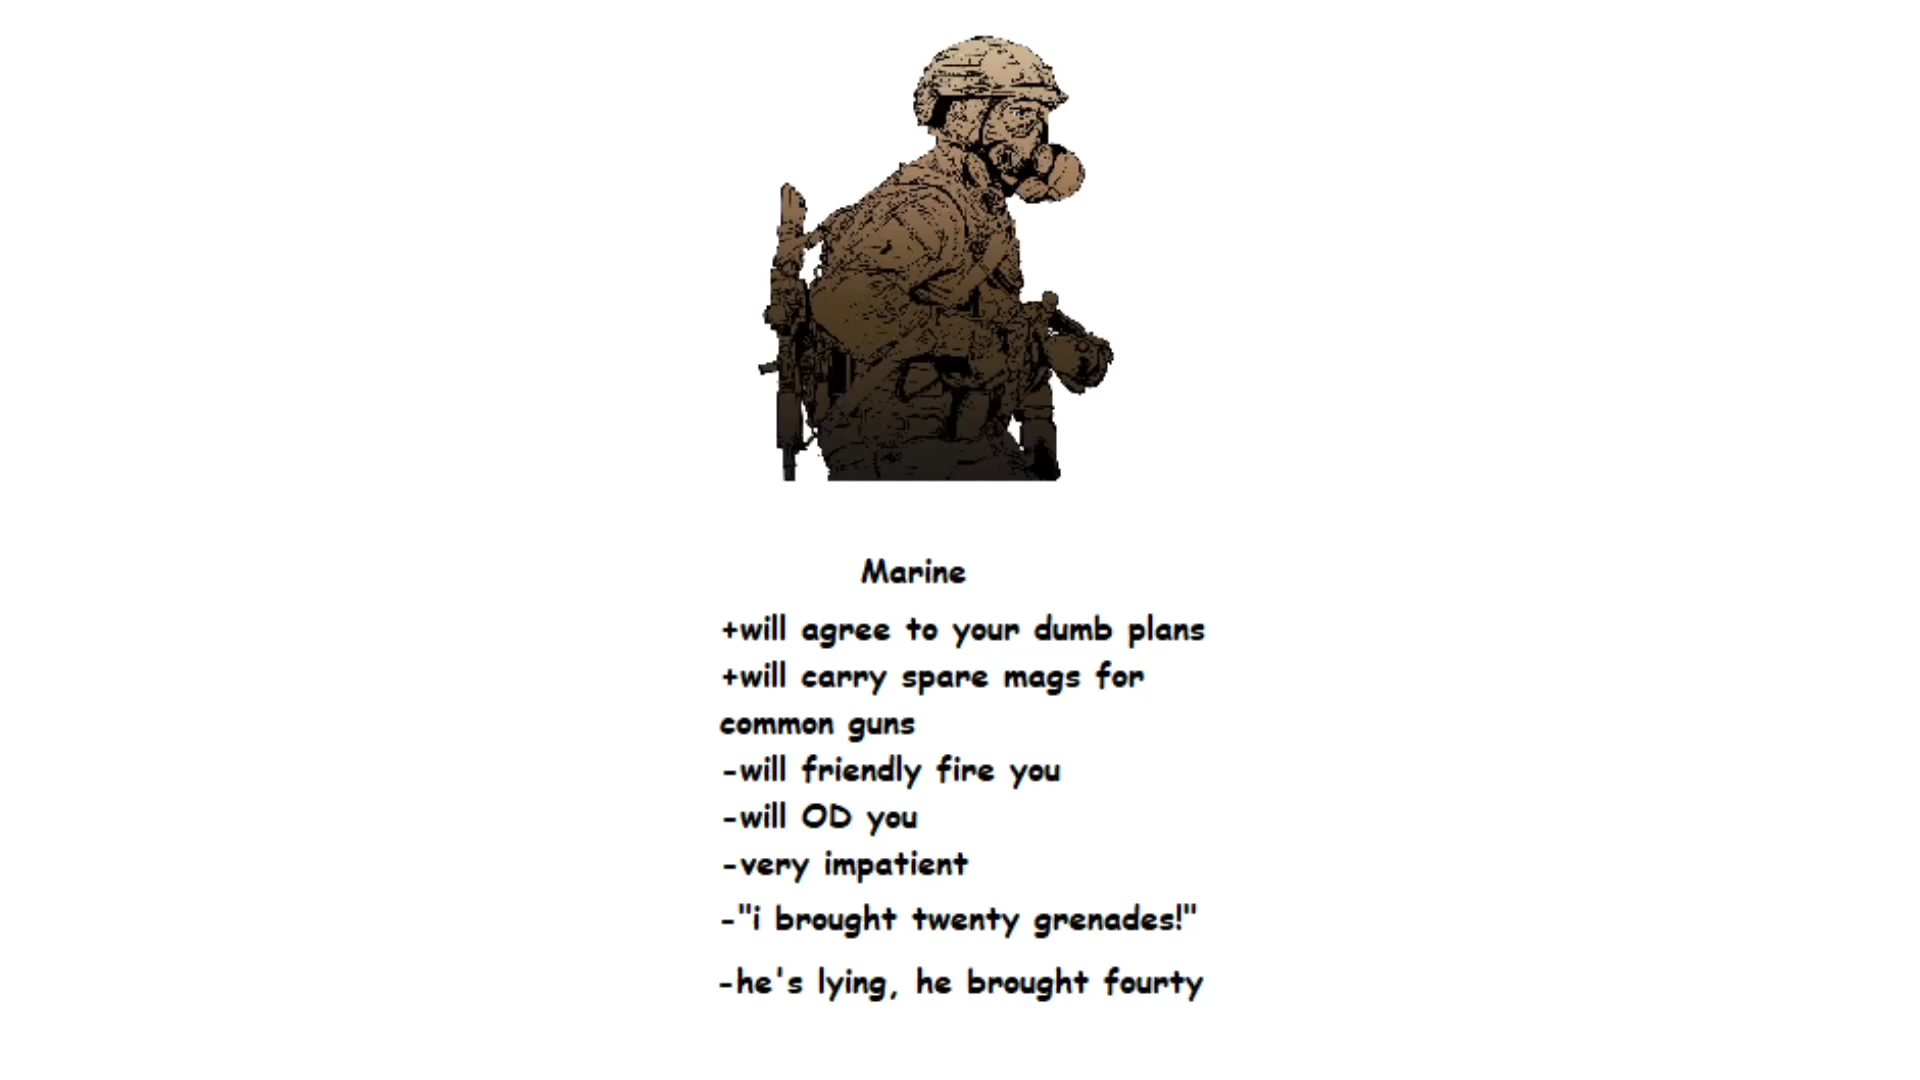 Marine
+will agree to your dumb plans
+will carry spare mags for
common guns
-will friendly fire you
-will OD you
-very impatient
-"i brought twenty grenades!"
-he's lying, he brought fourty